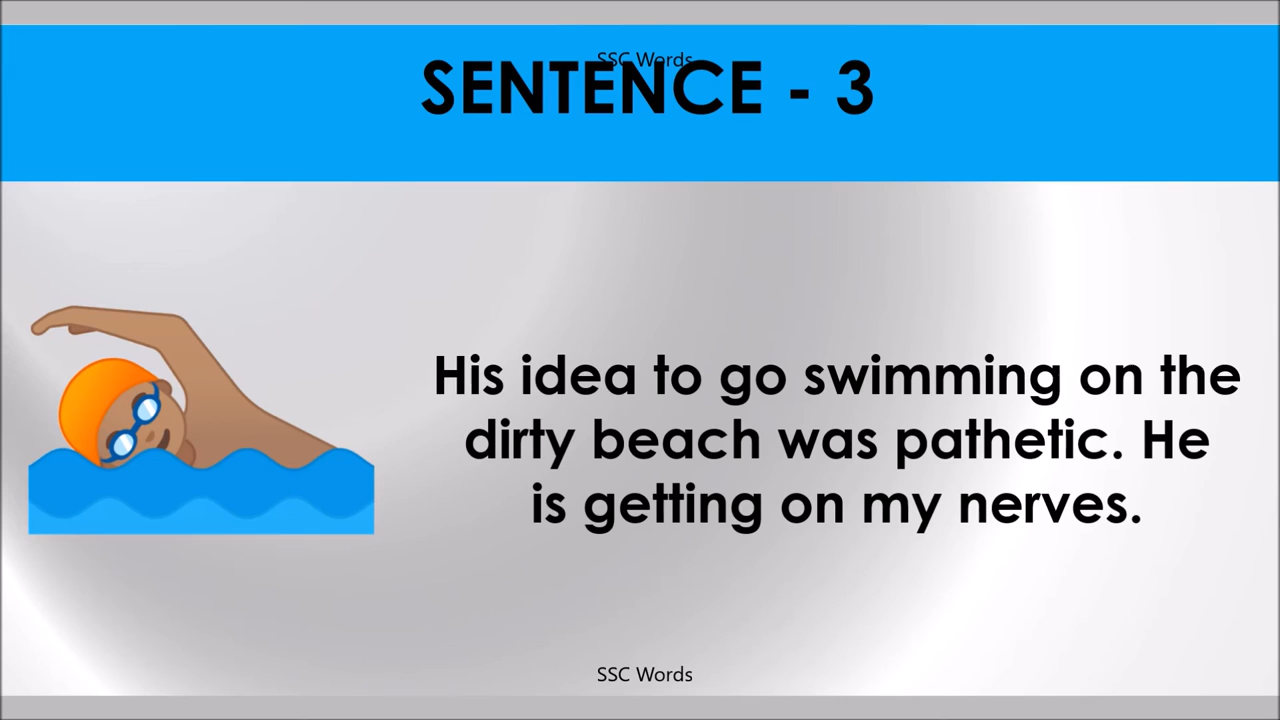 SSC Words
SENTENCE - 3
His idea to go swimming on the
dirty beach was pathetic. He
is getting on my nerves.
SSC Words